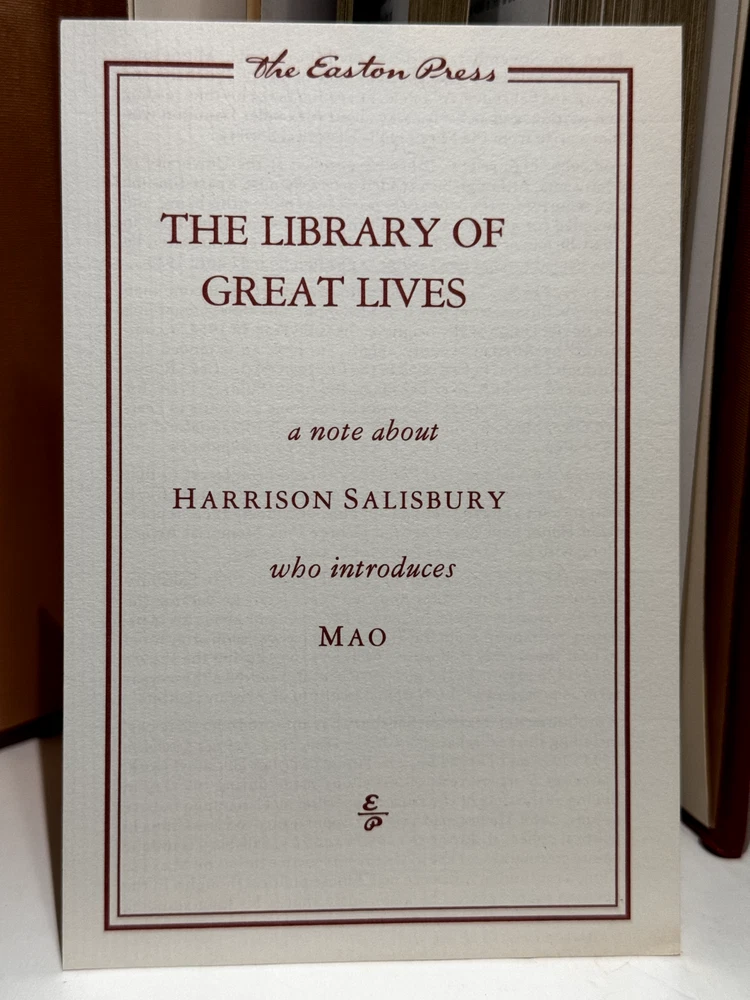 The Easton Press
THE LIBRARY OF
GREAT LIVES
a note about
HARRISON SALISBURY
who introduces
MAO
E
P